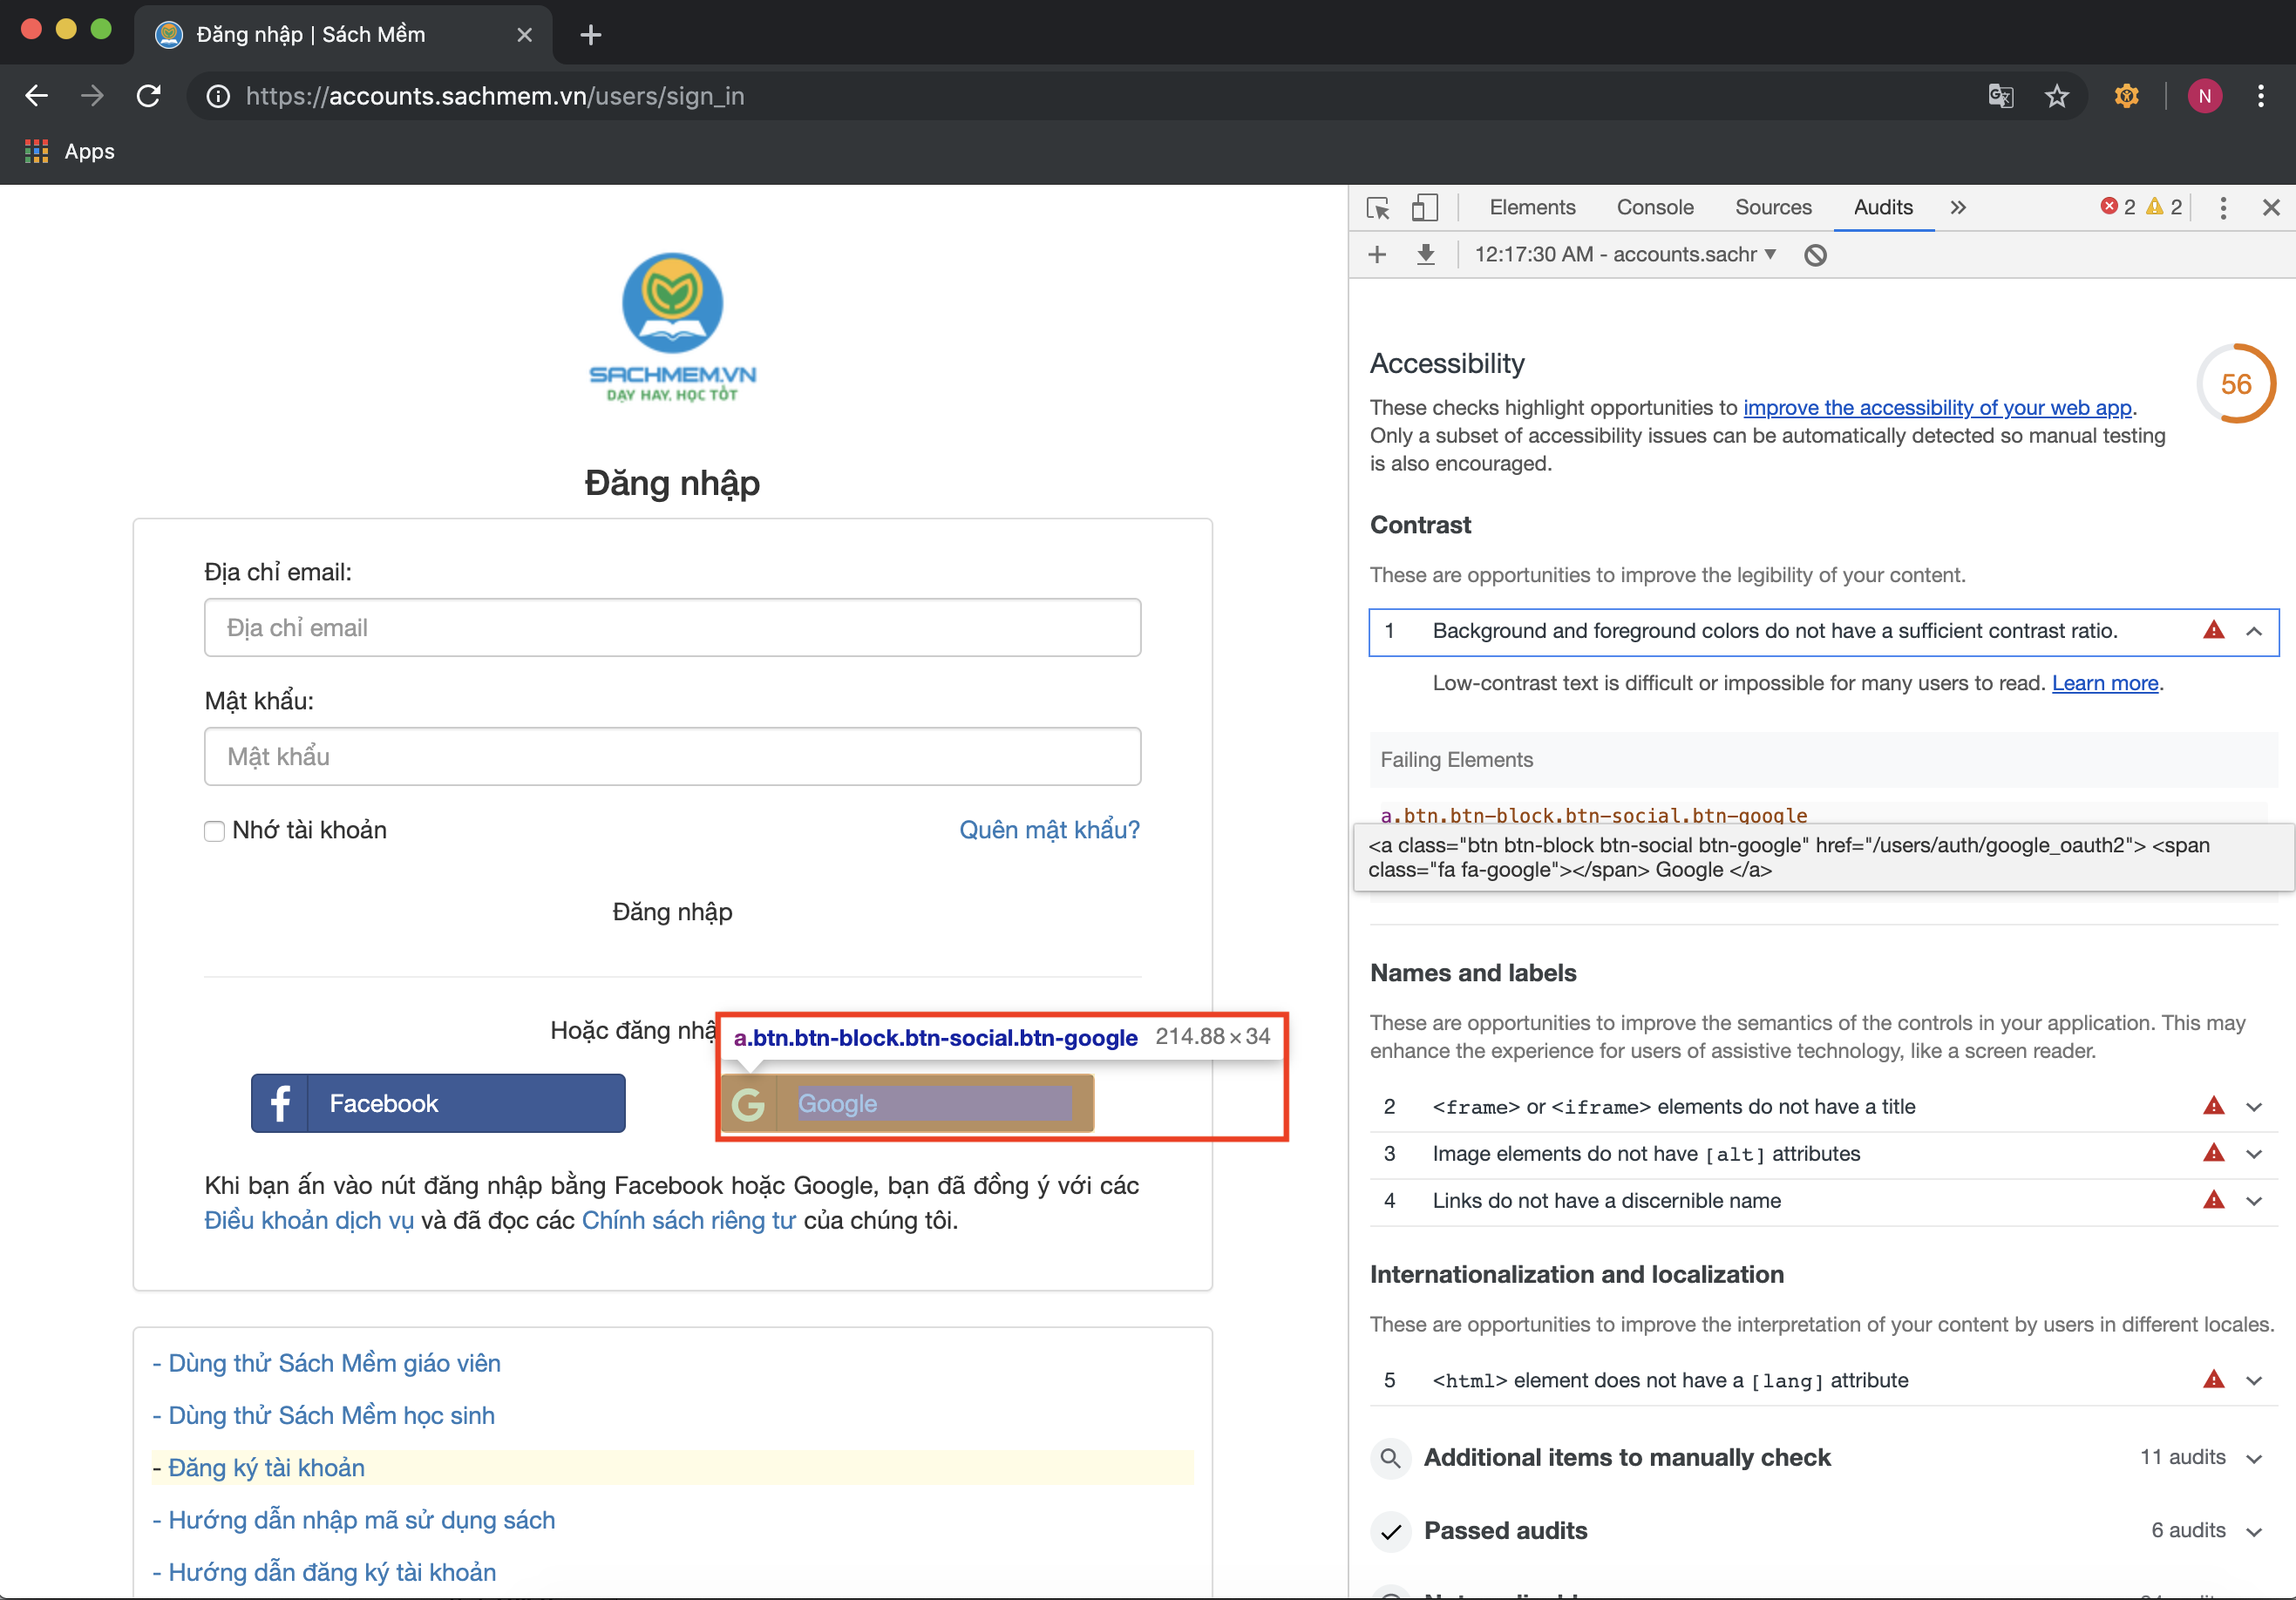 Đăng nhập | Sách Mềm
https://accounts.sachmem.vn/users/sign_in
N
Apps
SACHMEM.VN
DẠY HAY, HỌC TỐT
Đăng nhập
Địa chỉ email:
Địa chỉ email
Mật khẩu:
Mật khẩu
Nhớ tài khoản
Quên mật khẩu?
Đăng nhập
Hoặc đăng nhập
a.btn.btn-block.btn-social.btn-google 214.88×34
Facebook
Google
Khi bạn ấn vào nút đăng nhập bằng Facebook hoặc Google, bạn đã đồng ý với các
Điều khoản dịch vụ và đã đọc các Chính sách riêng tư của chúng tôi.
- Dùng thử Sách Mềm giáo viên
- Dùng thử Sách Mềm học sinh
- Đăng ký tài khoản
- Hướng dẫn nhập mã sử dụng sách
- Hướng dẫn đăng ký tài khoản
Elements Console Sources Audits 2 2
12:17:30 AM - accounts.sachr
Accessibility
56
These checks highlight opportunities to improve the accessibility of your web app.
Only a subset of accessibility issues can be automatically detected so manual testing
is also encouraged.
Contrast
These are opportunities to improve the legibility of your content.
1 Background and foreground colors do not have a sufficient contrast ratio.
Low-contrast text is difficult or impossible for many users to read. Learn more.
Failing Elements
a.btn.btn-block.btn-social.btn-google
<a class="btn btn-block btn-social btn-google" href="/users/auth/google_oauth2"> <span
class="fa fa-google"></span> Google </a>
Names and labels
These are opportunities to improve the semantics of the controls in your application. This may
enhance the experience for users of assistive technology, like a screen reader.
2 <frame> or <iframe> elements do not have a title
3 Image elements do not have [alt] attributes
4 Links do not have a discernible name
Internationalization and localization
These are opportunities to improve the interpretation of your content by users in different locales.
5 <html> element does not have a [lang] attribute
Additional items to manually check 11 audits
Passed audits 6 audits